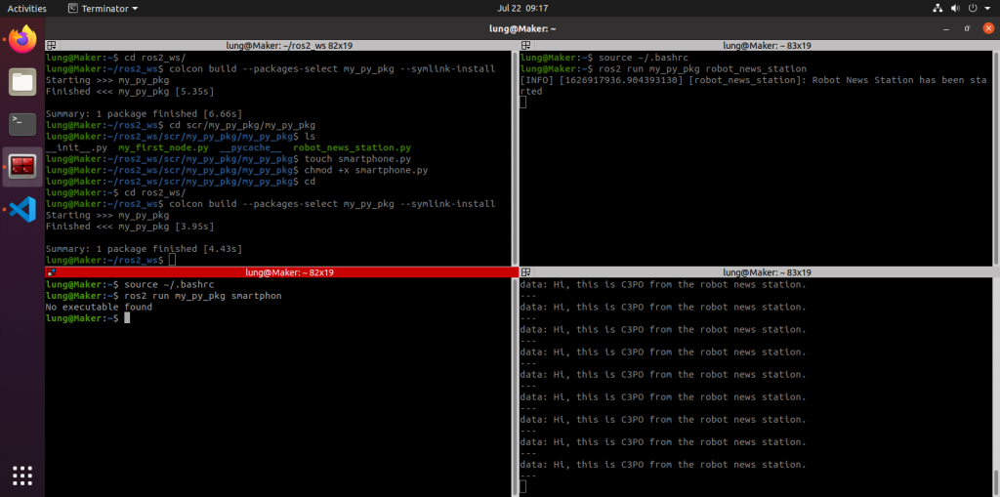 Activities
Terminator
Jul 22 09:17
lung@Maker: ~
lung@Maker: ~/ros2_ws 82x19
lung@Maker:~$ cd ros2_ws/
lung@Maker:~/ros2_ws$ colcon build --packages-select my_py_pkg --symlink-install
Starting >>> my_py_pkg
Finished <<< my_py_pkg [5.35s]
Summary: 1 package finished [6.66s]
lung@Maker:~/ros2_ws$ cd scr/my_py_pkg/my_py_pkg
lung@Maker:~/ros2_ws/scr/my_py_pkg/my_py_pkg$ ls
__init__.py  my_first_node.py  __pycache__  robot_news_station.py
lung@Maker:~/ros2_ws/scr/my_py_pkg/my_py_pkg$ touch smartphone.py
lung@Maker:~/ros2_ws/scr/my_py_pkg/my_py_pkg$ chmod +x smartphone.py
lung@Maker:~/ros2_ws/scr/my_py_pkg/my_py_pkg$ cd
lung@Maker:~$ cd ros2_ws/
lung@Maker:~/ros2_ws$ colcon build --packages-select my_py_pkg --symlink-install
Starting >>> my_py_pkg
Finished <<< my_py_pkg [3.95s]
Summary: 1 package finished [4.43s]
lung@Maker:~/ros2_ws$
lung@Maker: ~ 83x19
lung@Maker:~$ source ~/.bashrc
lung@Maker:~$ ros2 run my_py_pkg robot_news_station
[INFO] [1626917936.904393130] [robot_news_station]: Robot News Station has been sta
rted
lung@Maker: ~ 82x19
lung@Maker:~$ source ~/.bashrc
lung@Maker:~$ ros2 run my_py_pkg smartphon
No executable found
lung@Maker:~$
lung@Maker: ~ 83x19
data: Hi, this is C3PO from the robot news station.
---
data: Hi, this is C3PO from the robot news station.
---
data: Hi, this is C3PO from the robot news station.
---
data: Hi, this is C3PO from the robot news station.
---
data: Hi, this is C3PO from the robot news station.
---
data: Hi, this is C3PO from the robot news station.
---
data: Hi, this is C3PO from the robot news station.
---
data: Hi, this is C3PO from the robot news station.
---
data: Hi, this is C3PO from the robot news station.
---